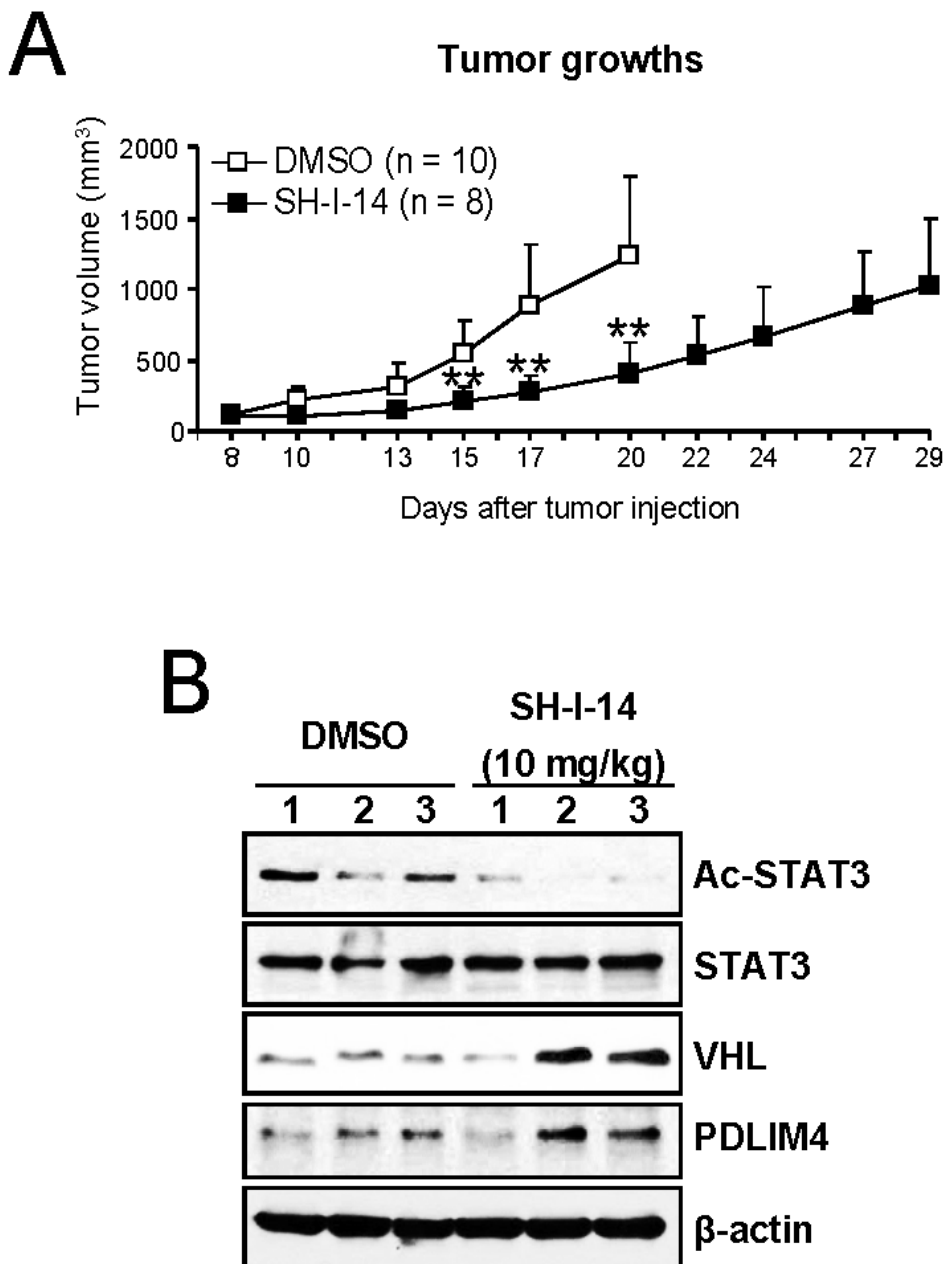 A
Tumor growths
Tumor volume (mm³)
2000
1500
1000
500
0
DMSO (n = 10)
SH-I-14 (n = 8)
**
**
**
8 10 13 15 17 20 22 24 27 29
Days after tumor injection
B
DMSO
SH-I-14
(10 mg/kg)
1 2 3 1 2 3
Ac-STAT3
STAT3
VHL
PDLIM4
β-actin